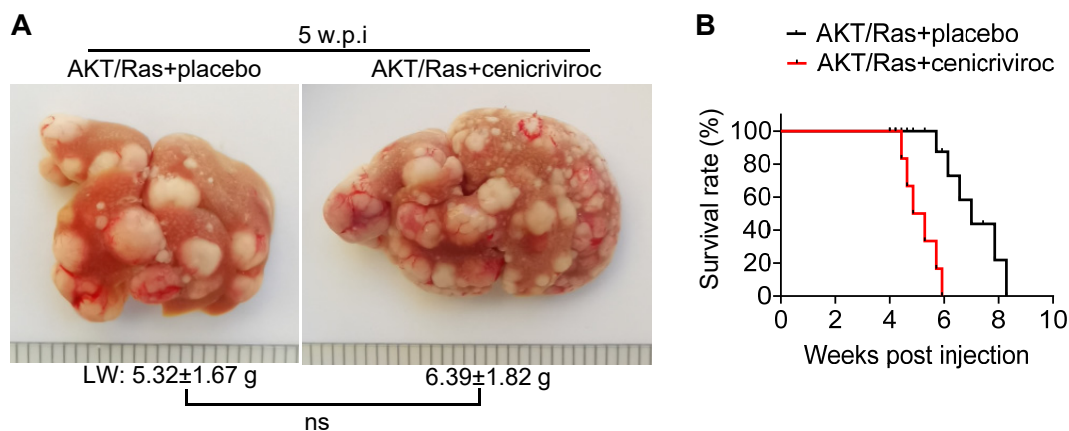 A
5 w.p.i
AKT/Ras+placebo
AKT/Ras+cenicriviroc
LW: 5.32±1.67 g
6.39±1.82 g
ns
B
AKT/Ras+placebo
AKT/Ras+cenicriviroc
Survival rate (%)
100
80
60
40
20
0
0 2 4 6 8 10
Weeks post injection